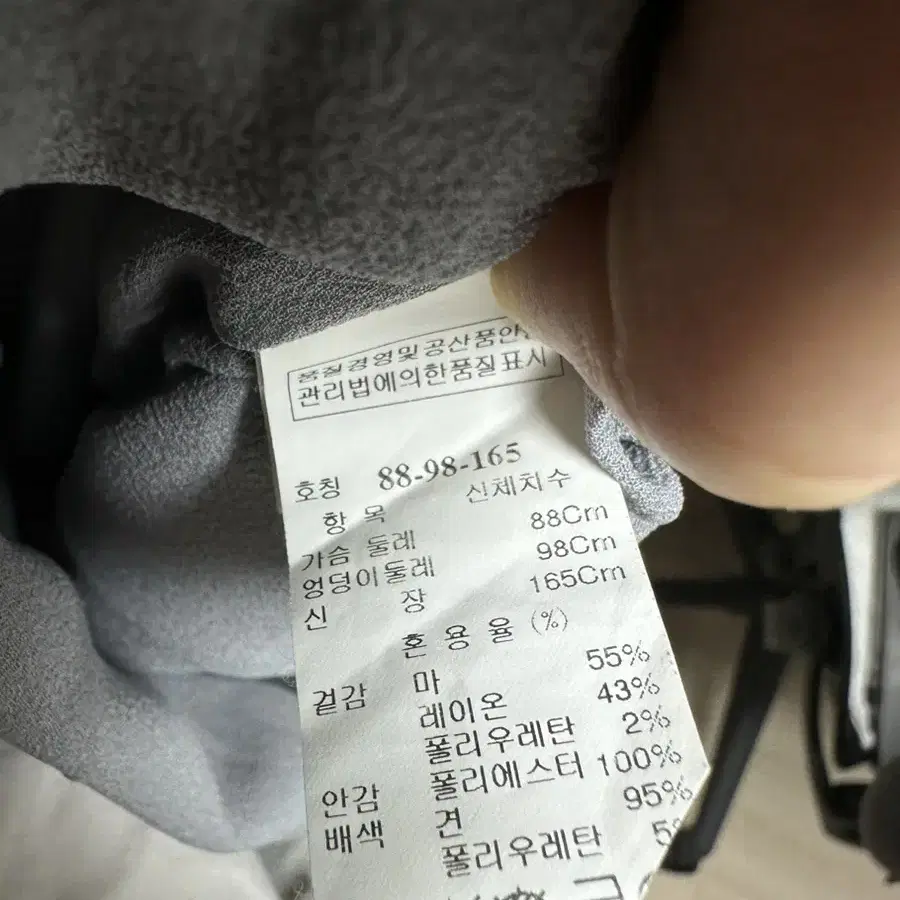 품질경영및공산품안
관리법에의한품질표시
호칭 88-98-165
항 목 신체치수
가슴 둘레 88Cm
엉덩이둘레 98Cm
신 장 165Cm
혼 용 율 (%)
겉감 마 55%
레이온 43%
폴리우레탄 2%
안감 폴리에스터 100%
배색 견 95%
폴리우레탄 5%